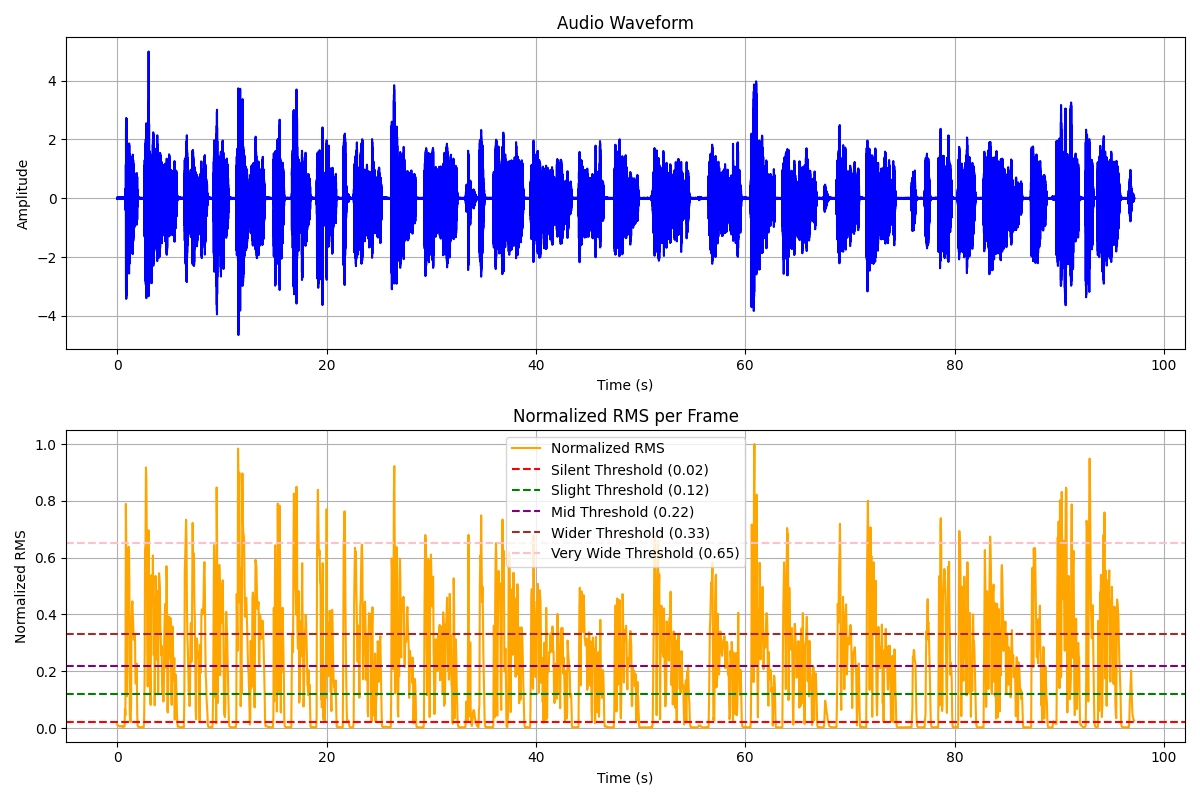 Audio Waveform
4
2
0
−2
−4
Amplitude
0 20 40 60 80 100
Time (s)
Normalized RMS per Frame
1.0
0.8
0.6
0.4
0.2
0.0
Normalized RMS
Normalized RMS
Silent Threshold (0.02)
Slight Threshold (0.12)
Mid Threshold (0.22)
Wider Threshold (0.33)
Very Wide Threshold (0.65)
0 20 40 60 80 100
Time (s)